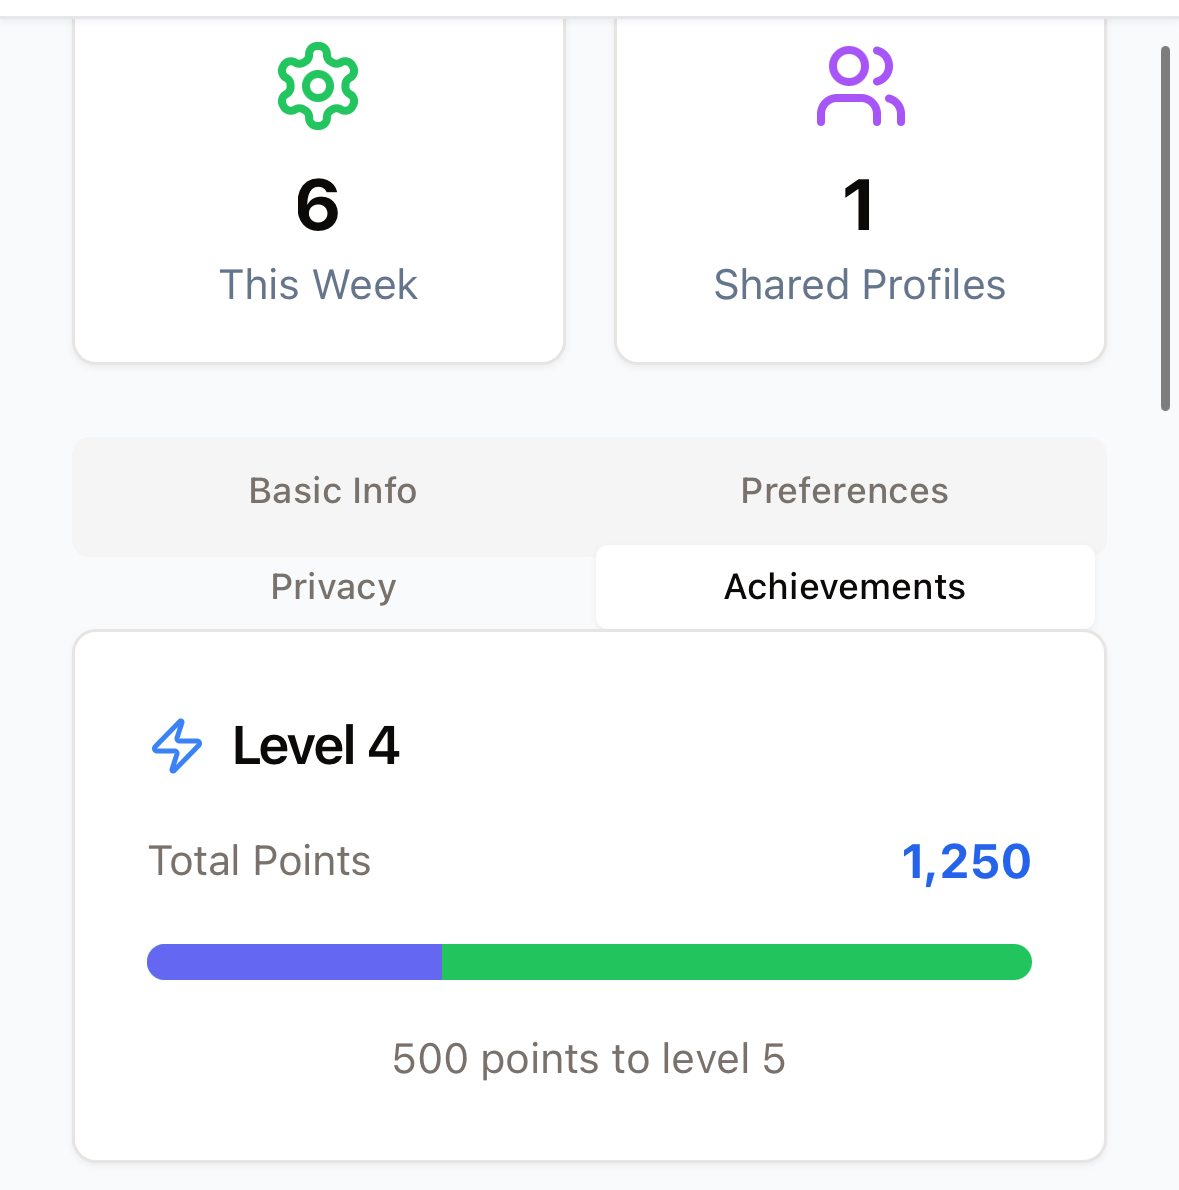 6
This Week
1
Shared Profiles
Basic Info
Preferences
Privacy
Achievements
Level 4
Total Points
1,250
500 points to level 5